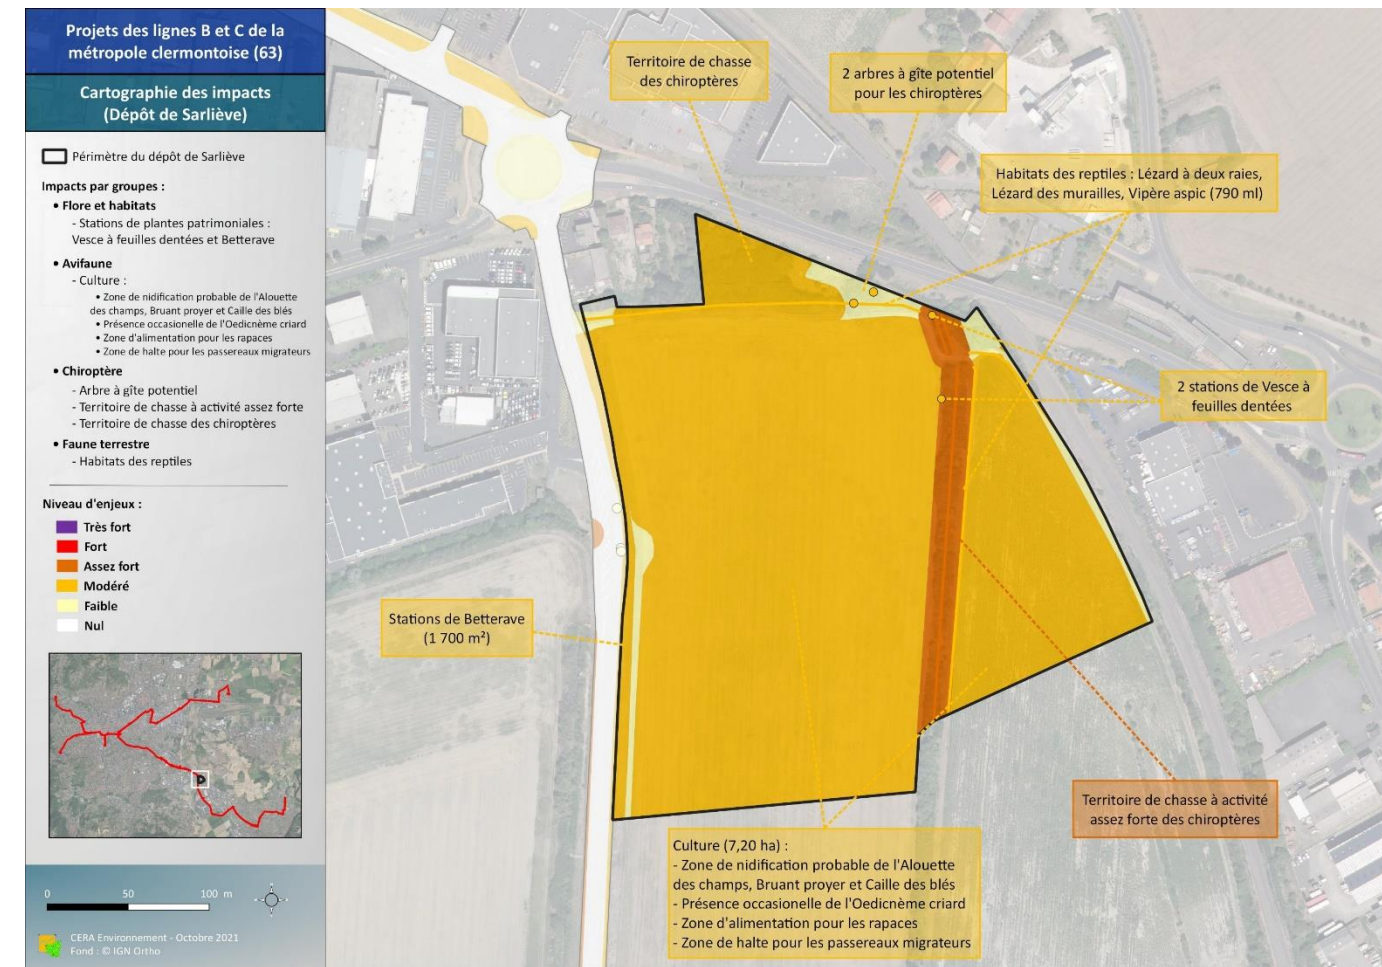 Projets des lignes B et C de la
métropole clermontoise (63)
Cartographie des impacts
(Dépôt de Sarliève)
Périmètre du dépôt de Sarliève
Impacts par groupes :
• Flore et habitats
- Stations de plantes patrimoniales :
Vesce à feuilles dentées et Betterave
• Avifaune
- Culture :
• Zone de nidification probable de l'Alouette
des champs, Bruant proyer et Caille des blés
• Présence occasionelle de l'Oedicnème criard
• Zone d'alimentation pour les rapaces
• Zone de halte pour les passereaux migrateurs
• Chiroptère
- Arbre à gîte potentiel
- Territoire de chasse à activité assez forte
- Territoire de chasse des chiroptères
• Faune terrestre
- Habitats des reptiles
Niveau d'enjeux :
Très fort
Fort
Assez fort
Modéré
Faible
Nul
0 50 100 m
CERA Environnement - Octobre 2021
Fond : © IGN Ortho
Territoire de chasse
des chiroptères
2 arbres à gîte potentiel
pour les chiroptères
Habitats des reptiles : Lézard à deux raies,
Lézard des murailles, Vipère aspic (790 ml)
2 stations de Vesce à
feuilles dentées
Stations de Betterave
(1 700 m²)
Territoire de chasse à activité
assez forte des chiroptères
Culture (7,20 ha) :
- Zone de nidification probable de l'Alouette
des champs, Bruant proyer et Caille des blés
- Présence occasionelle de l'Oedicnème criard
- Zone d'alimentation pour les rapaces
- Zone de halte pour les passereaux migrateurs